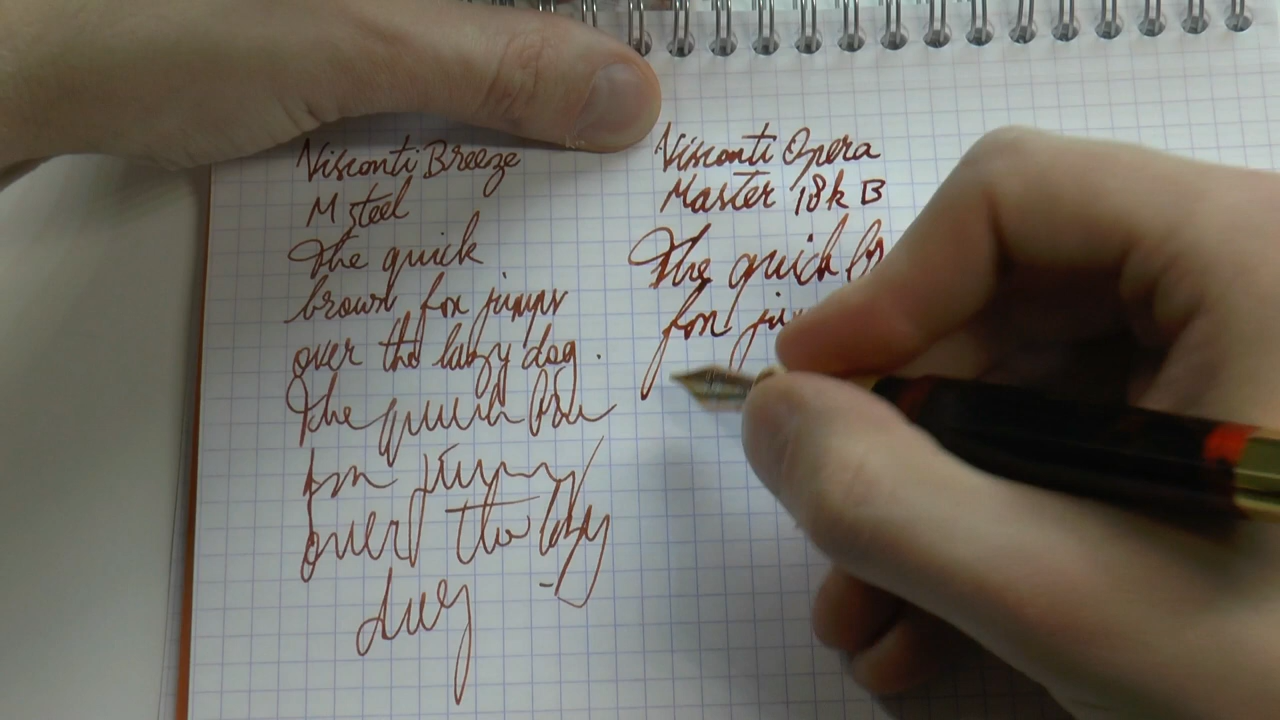 Visconti Breeze
M steel
The quick
brown fox jumps
over the lazy dog.
The quick
fox jumps
over the lazy
dog
Visconti Opera
Master 18k B
The quick
fox